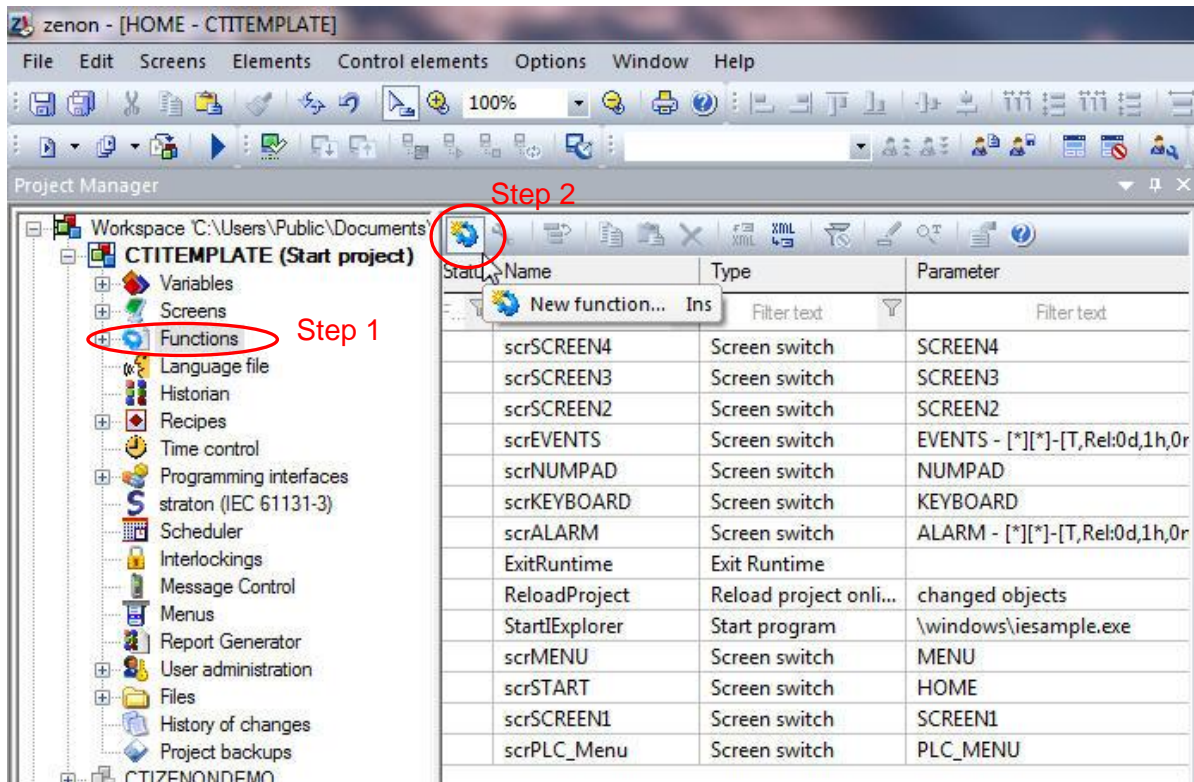 zenon - [HOME - CTITEMPLATE]
File Edit Screens Elements Control elements Options Window Help
100%
Project Manager
Step 2
Workspace 'C:\Users\Public\Documents\
CTITEMPLATE (Start project)
Variables
Screens
Functions
Step 1
Language file
Historian
Recipes
Time control
Programming interfaces
straton (IEC 61131-3)
Scheduler
Interlockings
Message Control
Menus
Report Generator
User administration
Files
History of changes
Project backups
CTIZENONDEMO
XML XML
Name Type Parameter
New function... Ins
Filter text Filter text
scrSCREEN4 Screen switch SCREEN4
scrSCREEN3 Screen switch SCREEN3
scrSCREEN2 Screen switch SCREEN2
scrEVENTS Screen switch EVENTS - [*][*]-[T,Rel:0d,1h,0
scrNUMPAD Screen switch NUMPAD
scrKEYBOARD Screen switch KEYBOARD
scrALARM Screen switch ALARM - [*][*]-[T,Rel:0d,1h,0
ExitRuntime Exit Runtime
ReloadProject Reload project onli... changed objects
StartIExplorer Start program \windows\iesample.exe
scrMENU Screen switch MENU
scrSTART Screen switch HOME
scrSCREEN1 Screen switch SCREEN1
scrPLC_Menu Screen switch PLC_MENU